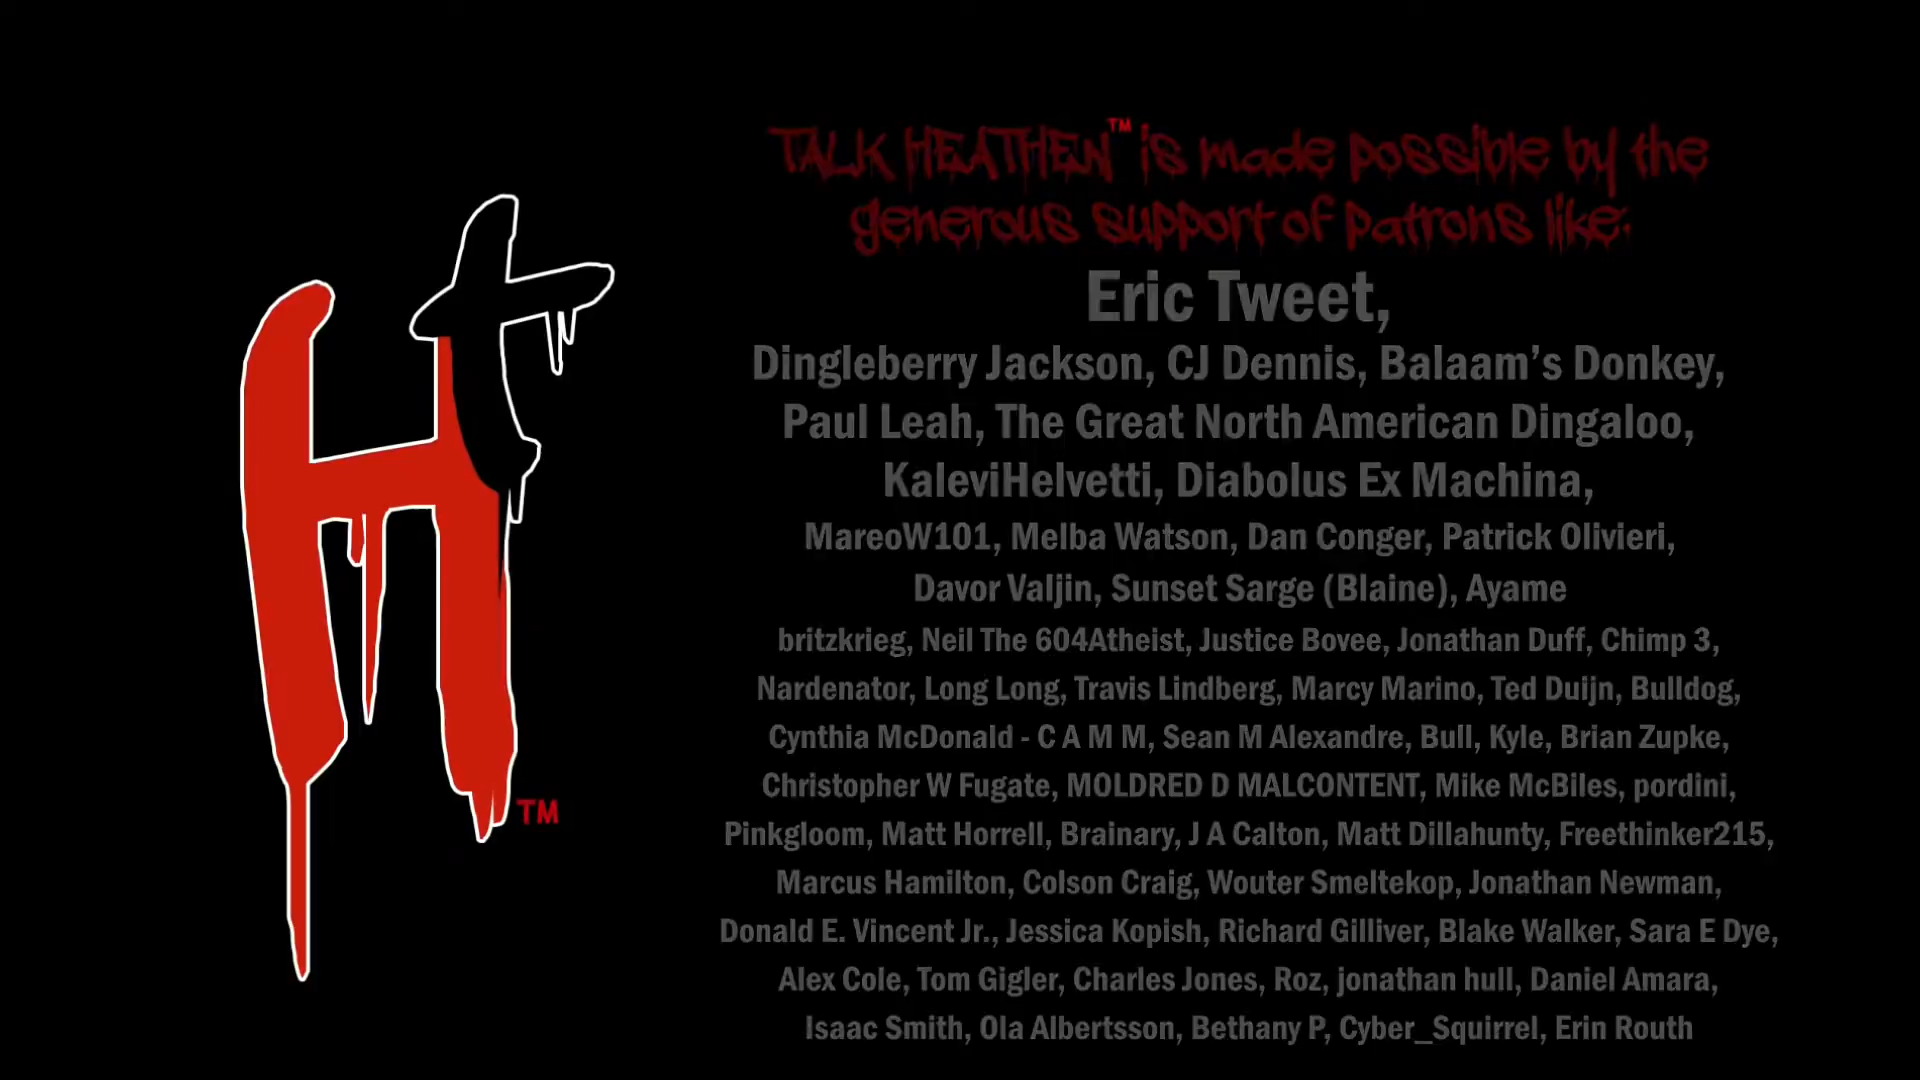 TALK HEATHEN™ is made possible by the
generous support of patrons like:
Eric Tweet,
Dingleberry Jackson, CJ Dennis, Balaam’s Donkey,
Paul Leah, The Great North American Dingaloo,
KaleviHelvetti, Diabolus Ex Machina,
MareoW101, Melba Watson, Dan Conger, Patrick Olivieri,
Davor Valjin, Sunset Sarge (Blaine), Ayame
britzkrieg, Neil The 604Atheist, Justice Bovee, Jonathan Duff, Chimp 3,
Nardenator, Long Long, Travis Lindberg, Marcy Marino, Ted Duijn, Bulldog,
Cynthia McDonald - C A M M, Sean M Alexandre, Bull, Kyle, Brian Zupke,
Christopher W Fugate, MOLDRED D MALCONTENT, Mike McBiles, pordini,
Pinkgloom, Matt Horrell, Brainary, J A Calton, Matt Dillahunty, Freethinker215,
Marcus Hamilton, Colson Craig, Wouter Smeltekop, Jonathan Newman,
Donald E. Vincent Jr., Jessica Kopish, Richard Gilliver, Blake Walker, Sara E Dye,
Alex Cole, Tom Gigler, Charles Jones, Roz, jonathan hull, Daniel Amara,
Isaac Smith, Ola Albertsson, Bethany P, Cyber_Squirrel, Erin Routh
Ht
TM